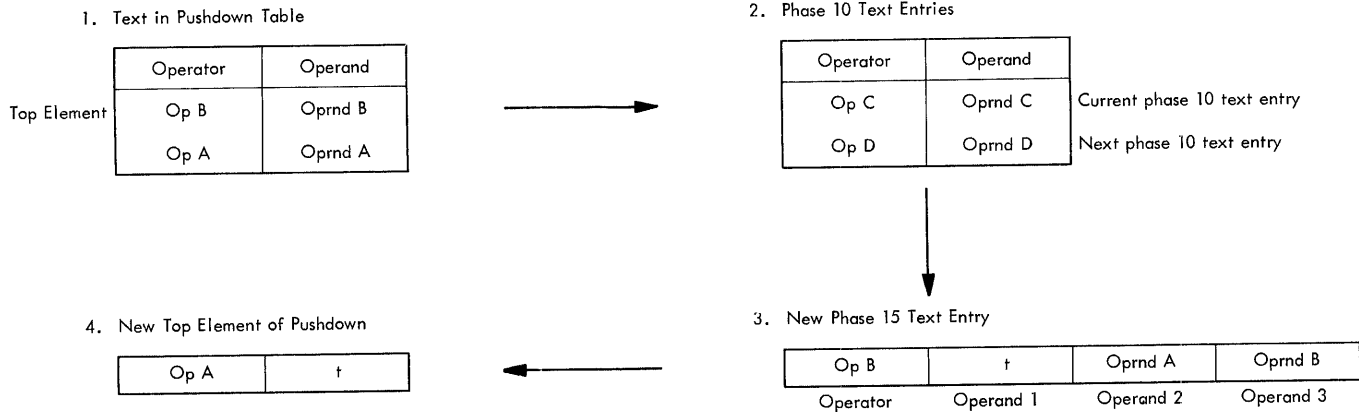 1. Text in Pushdown Table
Operator Operand
Top Element Op B Oprnd B
Op A Oprnd A
2. Phase 10 Text Entries
Operator Operand
Op C Oprnd C Current phase 10 text entry
Op D Oprnd D Next phase 10 text entry
3. New Phase 15 Text Entry
Op B t Oprnd A Oprnd B
Operator Operand 1 Operand 2 Operand 3
4. New Top Element of Pushdown
Op A t